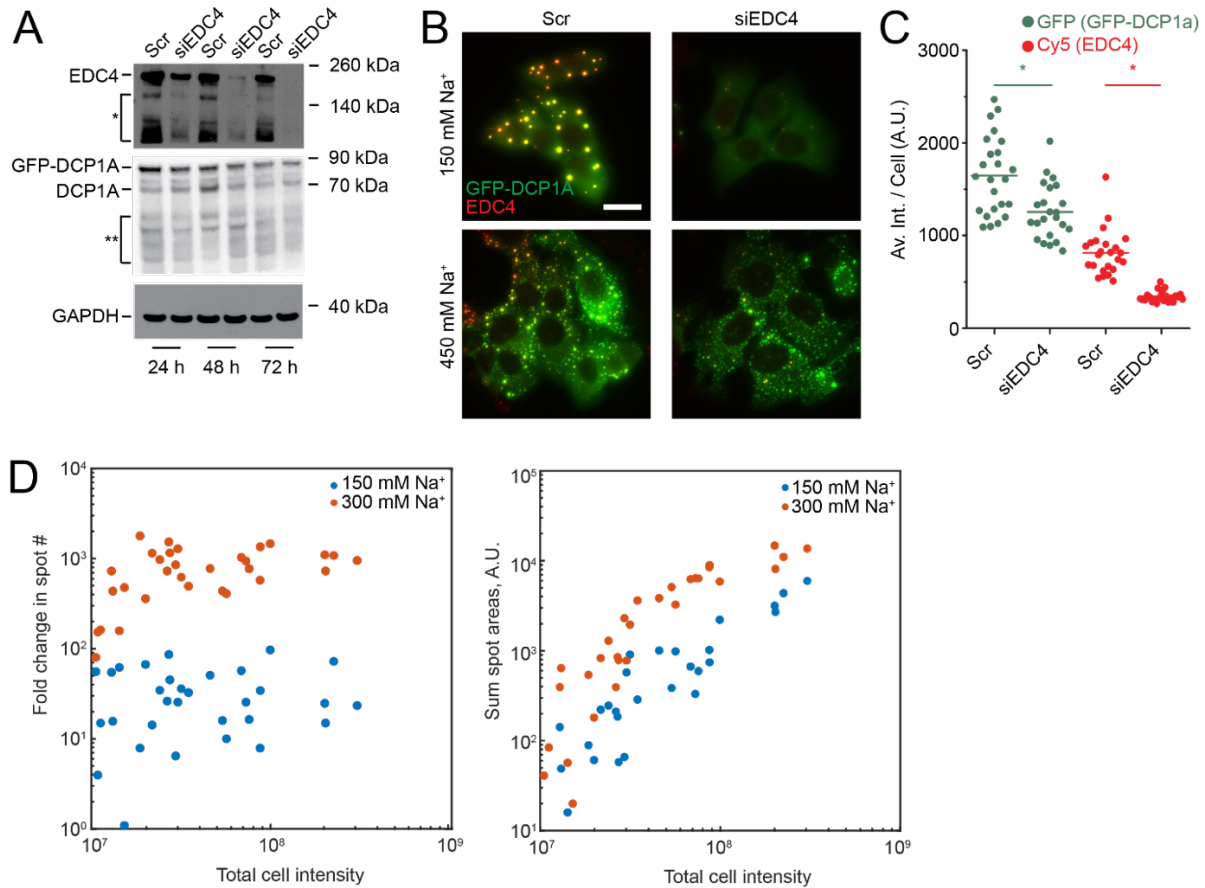 A
Scr
siEDC4
Scr
siEDC4
Scr
siEDC4
EDC4
260 kDa
*
140 kDa
GFP-DCP1A
90 kDa
DCP1A
70 kDa
**
GAPDH
40 kDa
24 h 48 h 72 h
B
Scr siEDC4
150 mM Na⁺
GFP-DCP1A
EDC4
450 mM Na⁺
C
GFP (GFP-DCP1a)
Cy5 (EDC4)
3000
* *
2000
1000
0
Av. Int. / Cell (A.U.)
Scr
siEDC4
Scr
siEDC4
D
10⁴
150 mM Na⁺
300 mM Na⁺
10³
10²
10¹
10⁰
Fold change in spot #
10⁷ 10⁸ 10⁹
Total cell intensity
10⁵
150 mM Na⁺
300 mM Na⁺
10⁴
10³
10²
10¹
Sum spot areas, A.U.
10⁷ 10⁸ 10⁹
Total cell intensity